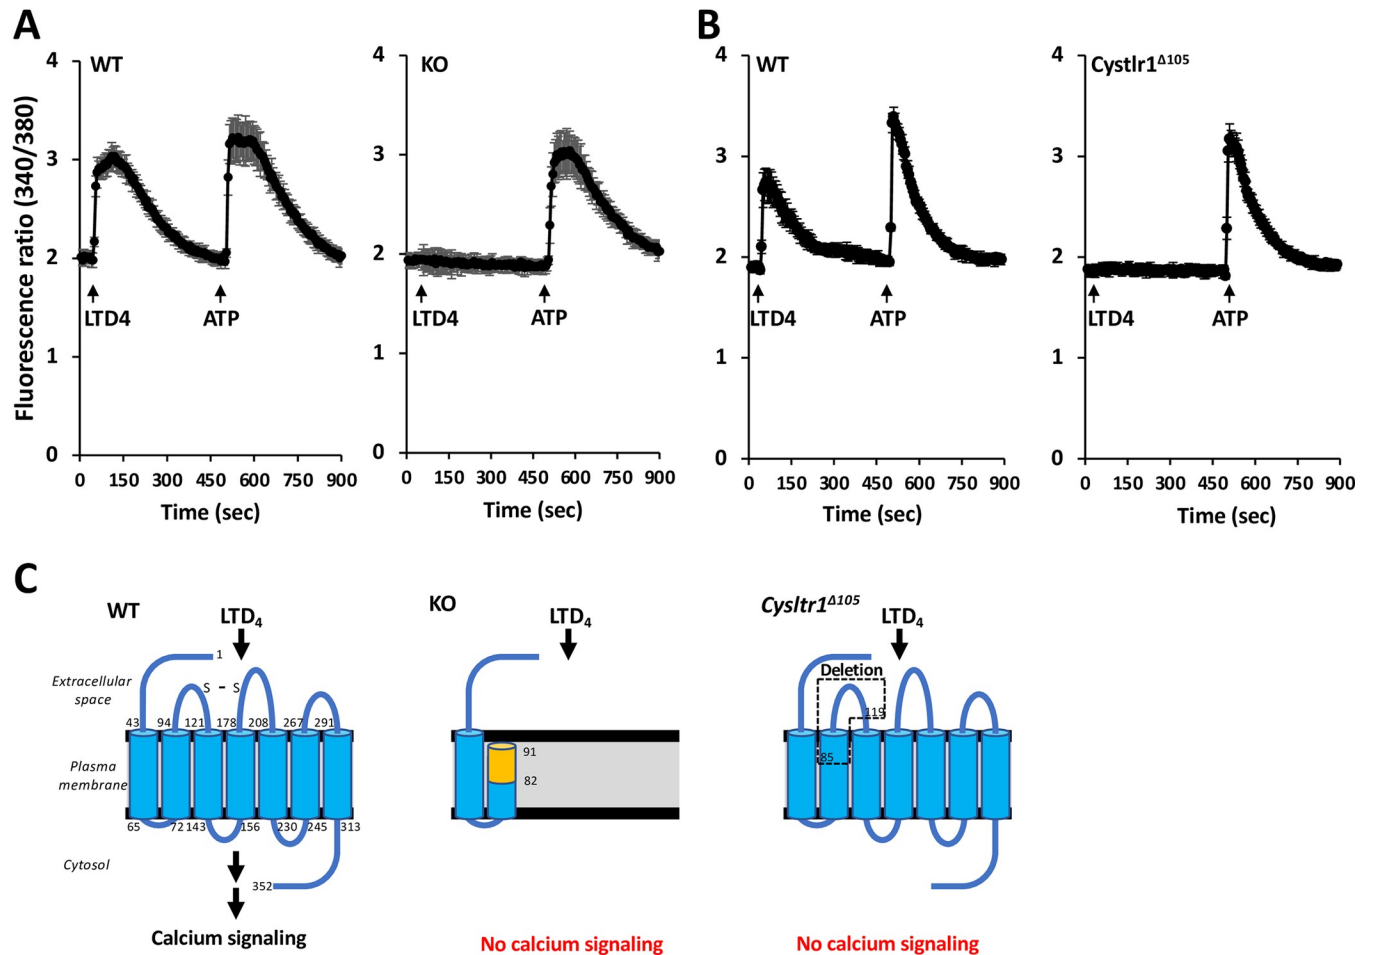 A
B
4
WT
3
2
1
0
LTD4
ATP
0 150 300 450 600 750 900
Time (sec)
Fluorescence ratio (340/380)
4
KO
3
2
1
0
LTD4
ATP
0 150 300 450 600 750 900
Time (sec)
4
WT
3
2
1
0
LTD4
ATP
0 150 300 450 600 750 900
Time (sec)
4
Cystlr1Δ105
3
2
1
0
LTD4
ATP
0 150 300 450 600 750 900
Time (sec)
C
WT
LTD4
1
Extracellular
space
S - S
43 94 121 178 208 267 291
Plasma
membrane
65 72 143 156 230 245 313
Cytosol
352
Calcium signaling
KO
LTD4
91
82
No calcium signaling
Cysltr1Δ105
LTD4
Deletion
119
85
No calcium signaling